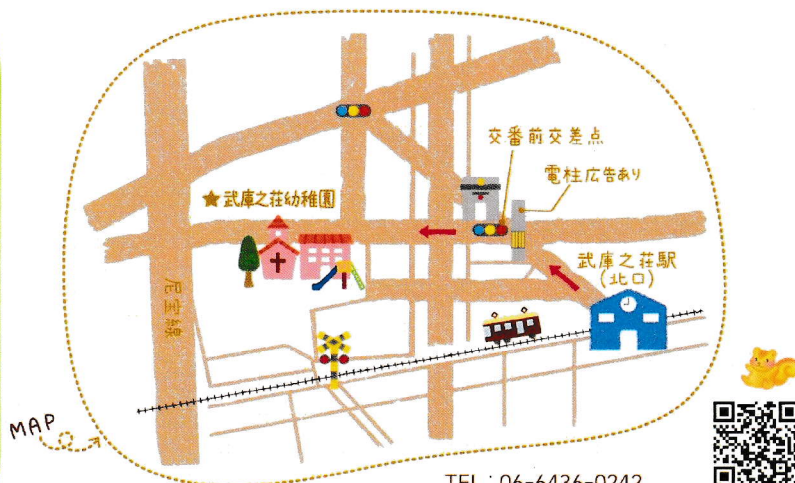 交番前交差点
電柱広告あり
★武庫之荘幼稚園
武庫之荘駅
(北口)
尼宝線
MAP
TEL：06-6436-0242